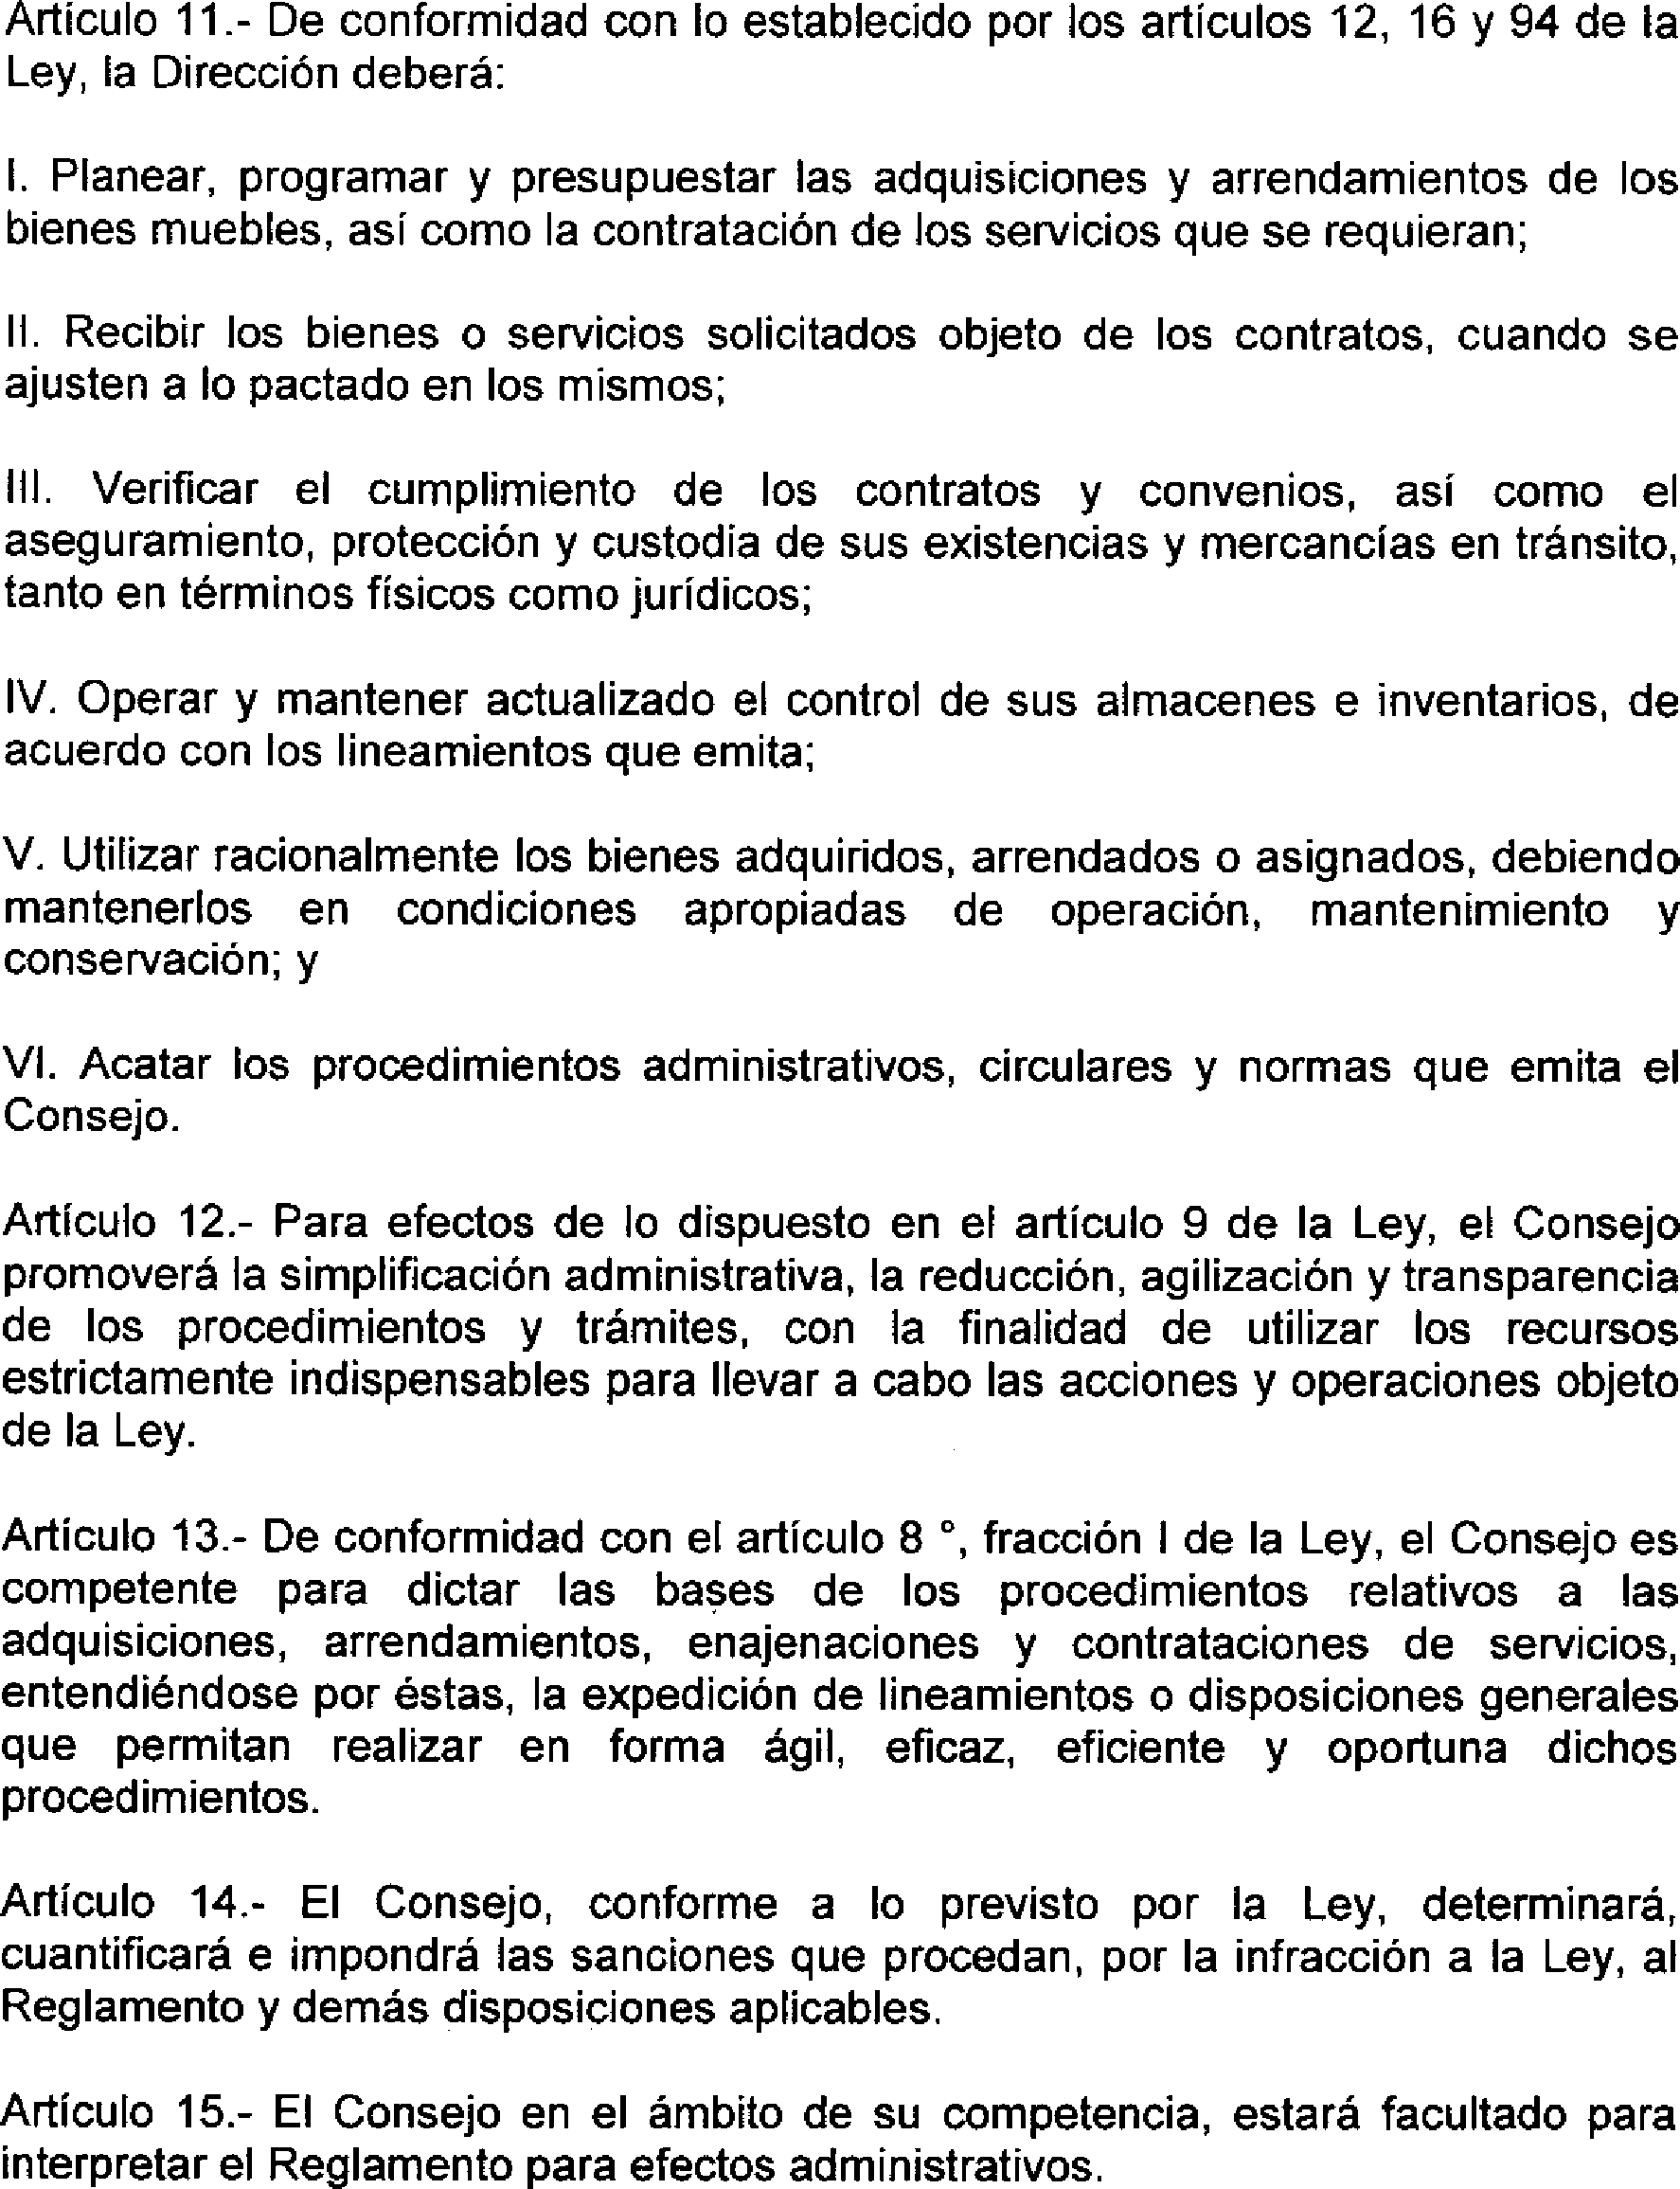 Artículo 11.- De conformidad con lo establecido por los artículos 12, 16 y 94 de la
Ley, la Dirección deberá:
I. Planear, programar y presupuestar las adquisiciones y arrendamientos de los
bienes muebles, así como la contratación de los servicios que se requieran;
II. Recibir los bienes o servicios solicitados objeto de los contratos, cuando se
ajusten a lo pactado en los mismos;
III. Verificar el cumplimiento de los contratos y convenios, así como el
aseguramiento, protección y custodia de sus existencias y mercancías en tránsito,
tanto en términos físicos como jurídicos;
IV. Operar y mantener actualizado el control de sus almacenes e inventarios, de
acuerdo con los lineamientos que emita;
V. Utilizar racionalmente los bienes adquiridos, arrendados o asignados, debiendo
mantenerlos en condiciones apropiadas de operación, mantenimiento y
conservación; y
VI. Acatar los procedimientos administrativos, circulares y normas que emita el
Consejo.
Artículo 12.- Para efectos de lo dispuesto en el artículo 9 de la Ley, el Consejo
promoverá la simplificación administrativa, la reducción, agilización y transparencia
de los procedimientos y trámites, con la finalidad de utilizar los recursos
estrictamente indispensables para llevar a cabo las acciones y operaciones objeto
de la Ley.
Artículo 13.- De conformidad con el artículo 8 °, fracción I de la Ley, el Consejo es
competente para dictar las bases de los procedimientos relativos a las
adquisiciones, arrendamientos, enajenaciones y contrataciones de servicios,
entendiéndose por éstas, la expedición de lineamientos o disposiciones generales
que permitan realizar en forma ágil, eficaz, eficiente y oportuna dichos
procedimientos.
Artículo 14.- El Consejo, conforme a lo previsto por la Ley, determinará,
cuantificará e impondrá las sanciones que procedan, por la infracción a la Ley, al
Reglamento y demás disposiciones aplicables.
Artículo 15.- El Consejo en el ámbito de su competencia, estará facultado para
interpretar el Reglamento para efectos administrativos.